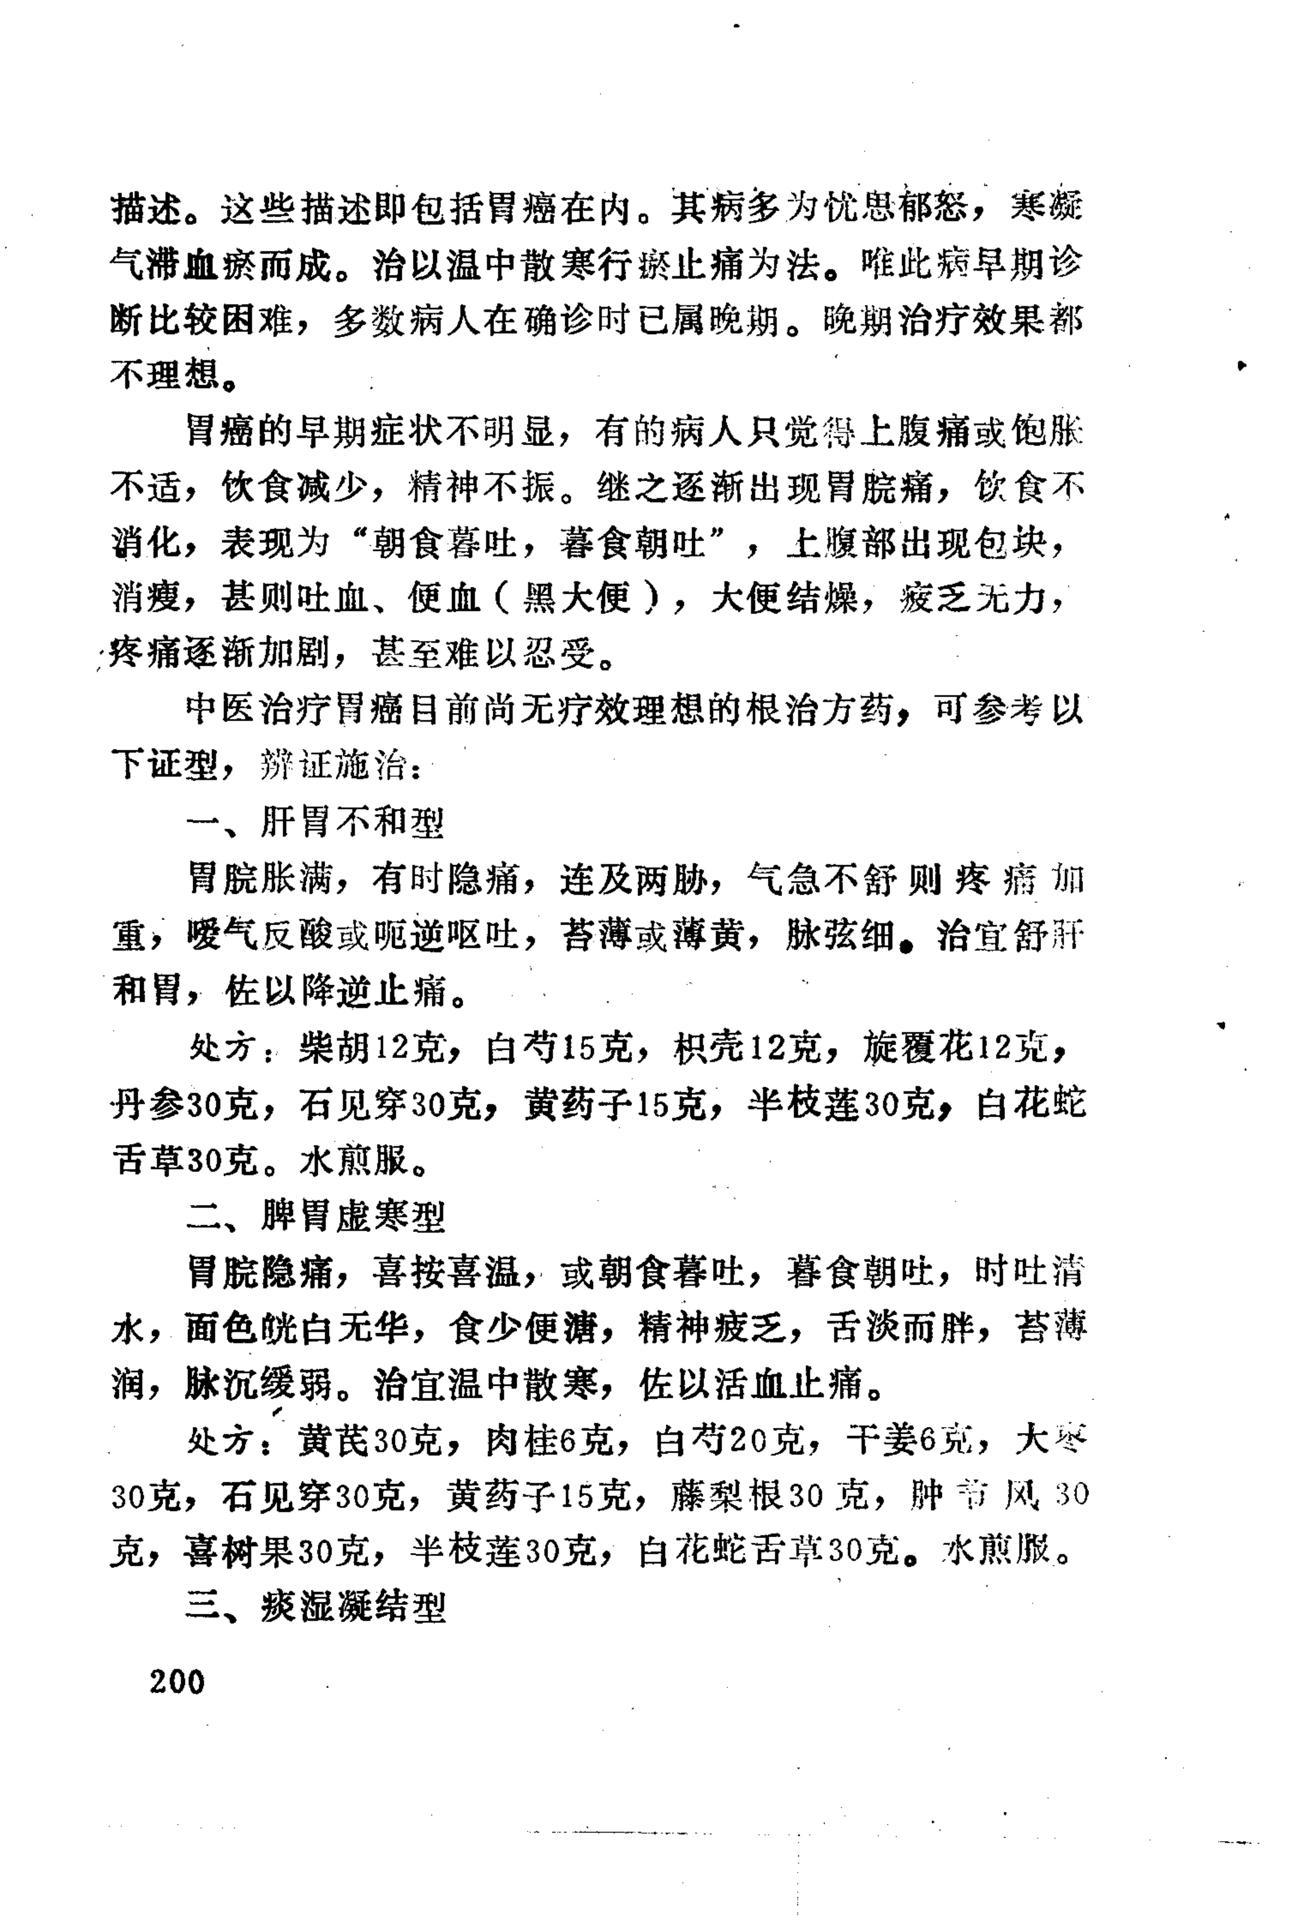 描述。这些描述即包括胃癌在内。其病多为忧思郁怒，寒凝
气滞血瘀而成。治以温中散寒行瘀止痛为法。唯此病早期诊
断比较困难，多数病人在确诊时已属晚期。晚期治疗效果都
不理想。
胃癌的早期症状不明显，有的病人只觉得上腹痛或饱胀
不适，饮食减少，精神不振。继之逐渐出现胃脘痛，饮食不
消化，表现为“朝食暮吐，暮食朝吐”，上腹部出现包块，
消瘦，甚则吐血、便血（黑大便），大便结燥，疲乏无力，
疼痛逐渐加剧，甚至难以忍受。
中医治疗胃癌目前尚无疗效理想的根治方药，可参考以
下证型，辨证施治：
一、肝胃不和型
胃脘胀满，有时隐痛，连及两胁，气急不舒则疼痛加
重，嗳气反酸或呃逆呕吐，苔薄或薄黄，脉弦细。治宜舒肝
和胃，佐以降逆止痛。
处方：柴胡12克，白芍15克，枳壳12克，旋覆花12克，
丹参30克，石见穿30克，黄药子15克，半枝莲30克，白花蛇
舌草30克。水煎服。
二、脾胃虚寒型
胃脘隐痛，喜按喜温，或朝食暮吐，暮食朝吐，时吐清
水，面色㿠白无华，食少便溏，精神疲乏，舌淡而胖，苔薄
润，脉沉缓弱。治宜温中散寒，佐以活血止痛。
处方：黄芪30克，肉桂6克，白芍20克，干姜6克，大枣
30克，石见穿30克，黄药子15克，藤梨根30克，肿节风30
克，喜树果30克，半枝莲30克，白花蛇舌草30克。水煎服。
三、痰湿凝结型
200